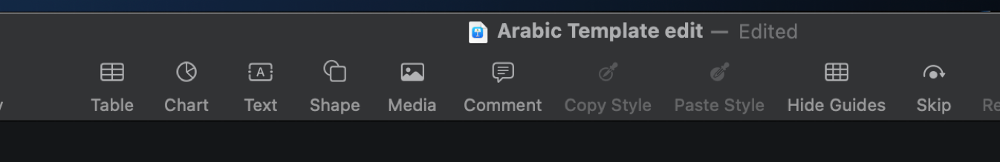 Arabic Template edit — Edited
Table Chart Text Shape Media Comment Copy Style Paste Style Hide Guides Skip